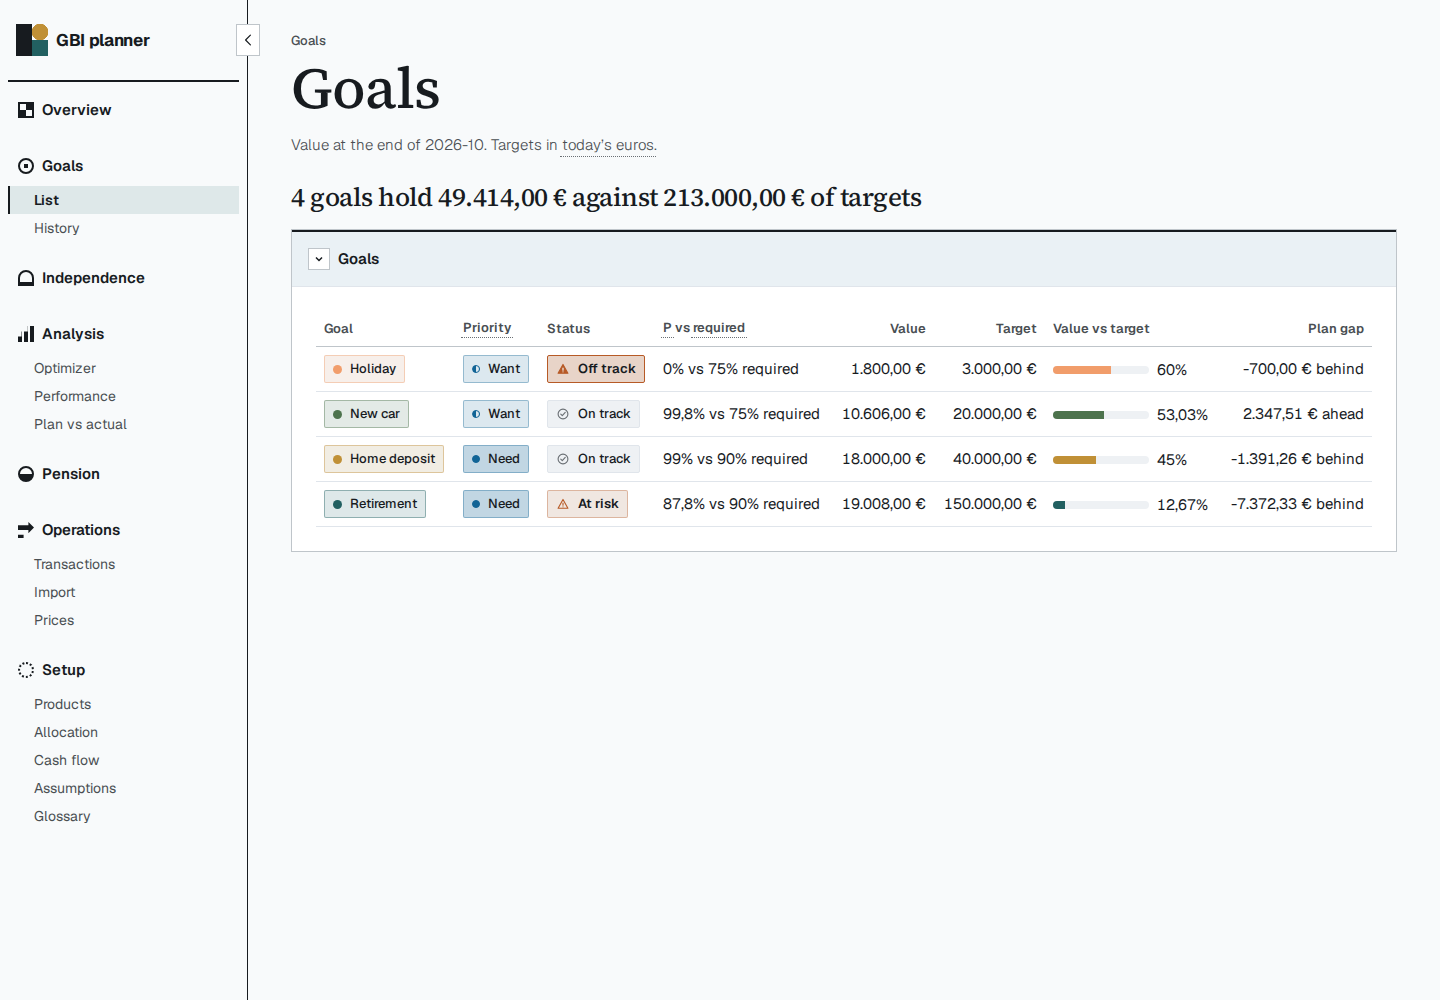 GBI planner
Overview
Goals
List
History
Independence
Analysis
Optimizer
Performance
Plan vs actual
Pension
Operations
Transactions
Import
Prices
Setup
Products
Allocation
Cash flow
Assumptions
Glossary
Goals
Goals
Value at the end of 2026-10. Targets in today's euros.
4 goals hold 49.414,00 € against 213.000,00 € of targets
Goals
Goal Priority Status P vs required Value Target Value vs target Plan gap
Holiday Want Off track 0% vs 75% required 1.800,00 € 3.000,00 € 60% -700,00 € behind
New car Want On track 99,8% vs 75% required 10.606,00 € 20.000,00 € 53,03% 2.347,51 € ahead
Home deposit Need On track 99% vs 90% required 18.000,00 € 40.000,00 € 45% -1.391,26 € behind
Retirement Need At risk 87,8% vs 90% required 19.008,00 € 150.000,00 € 12,67% -7.372,33 € behind